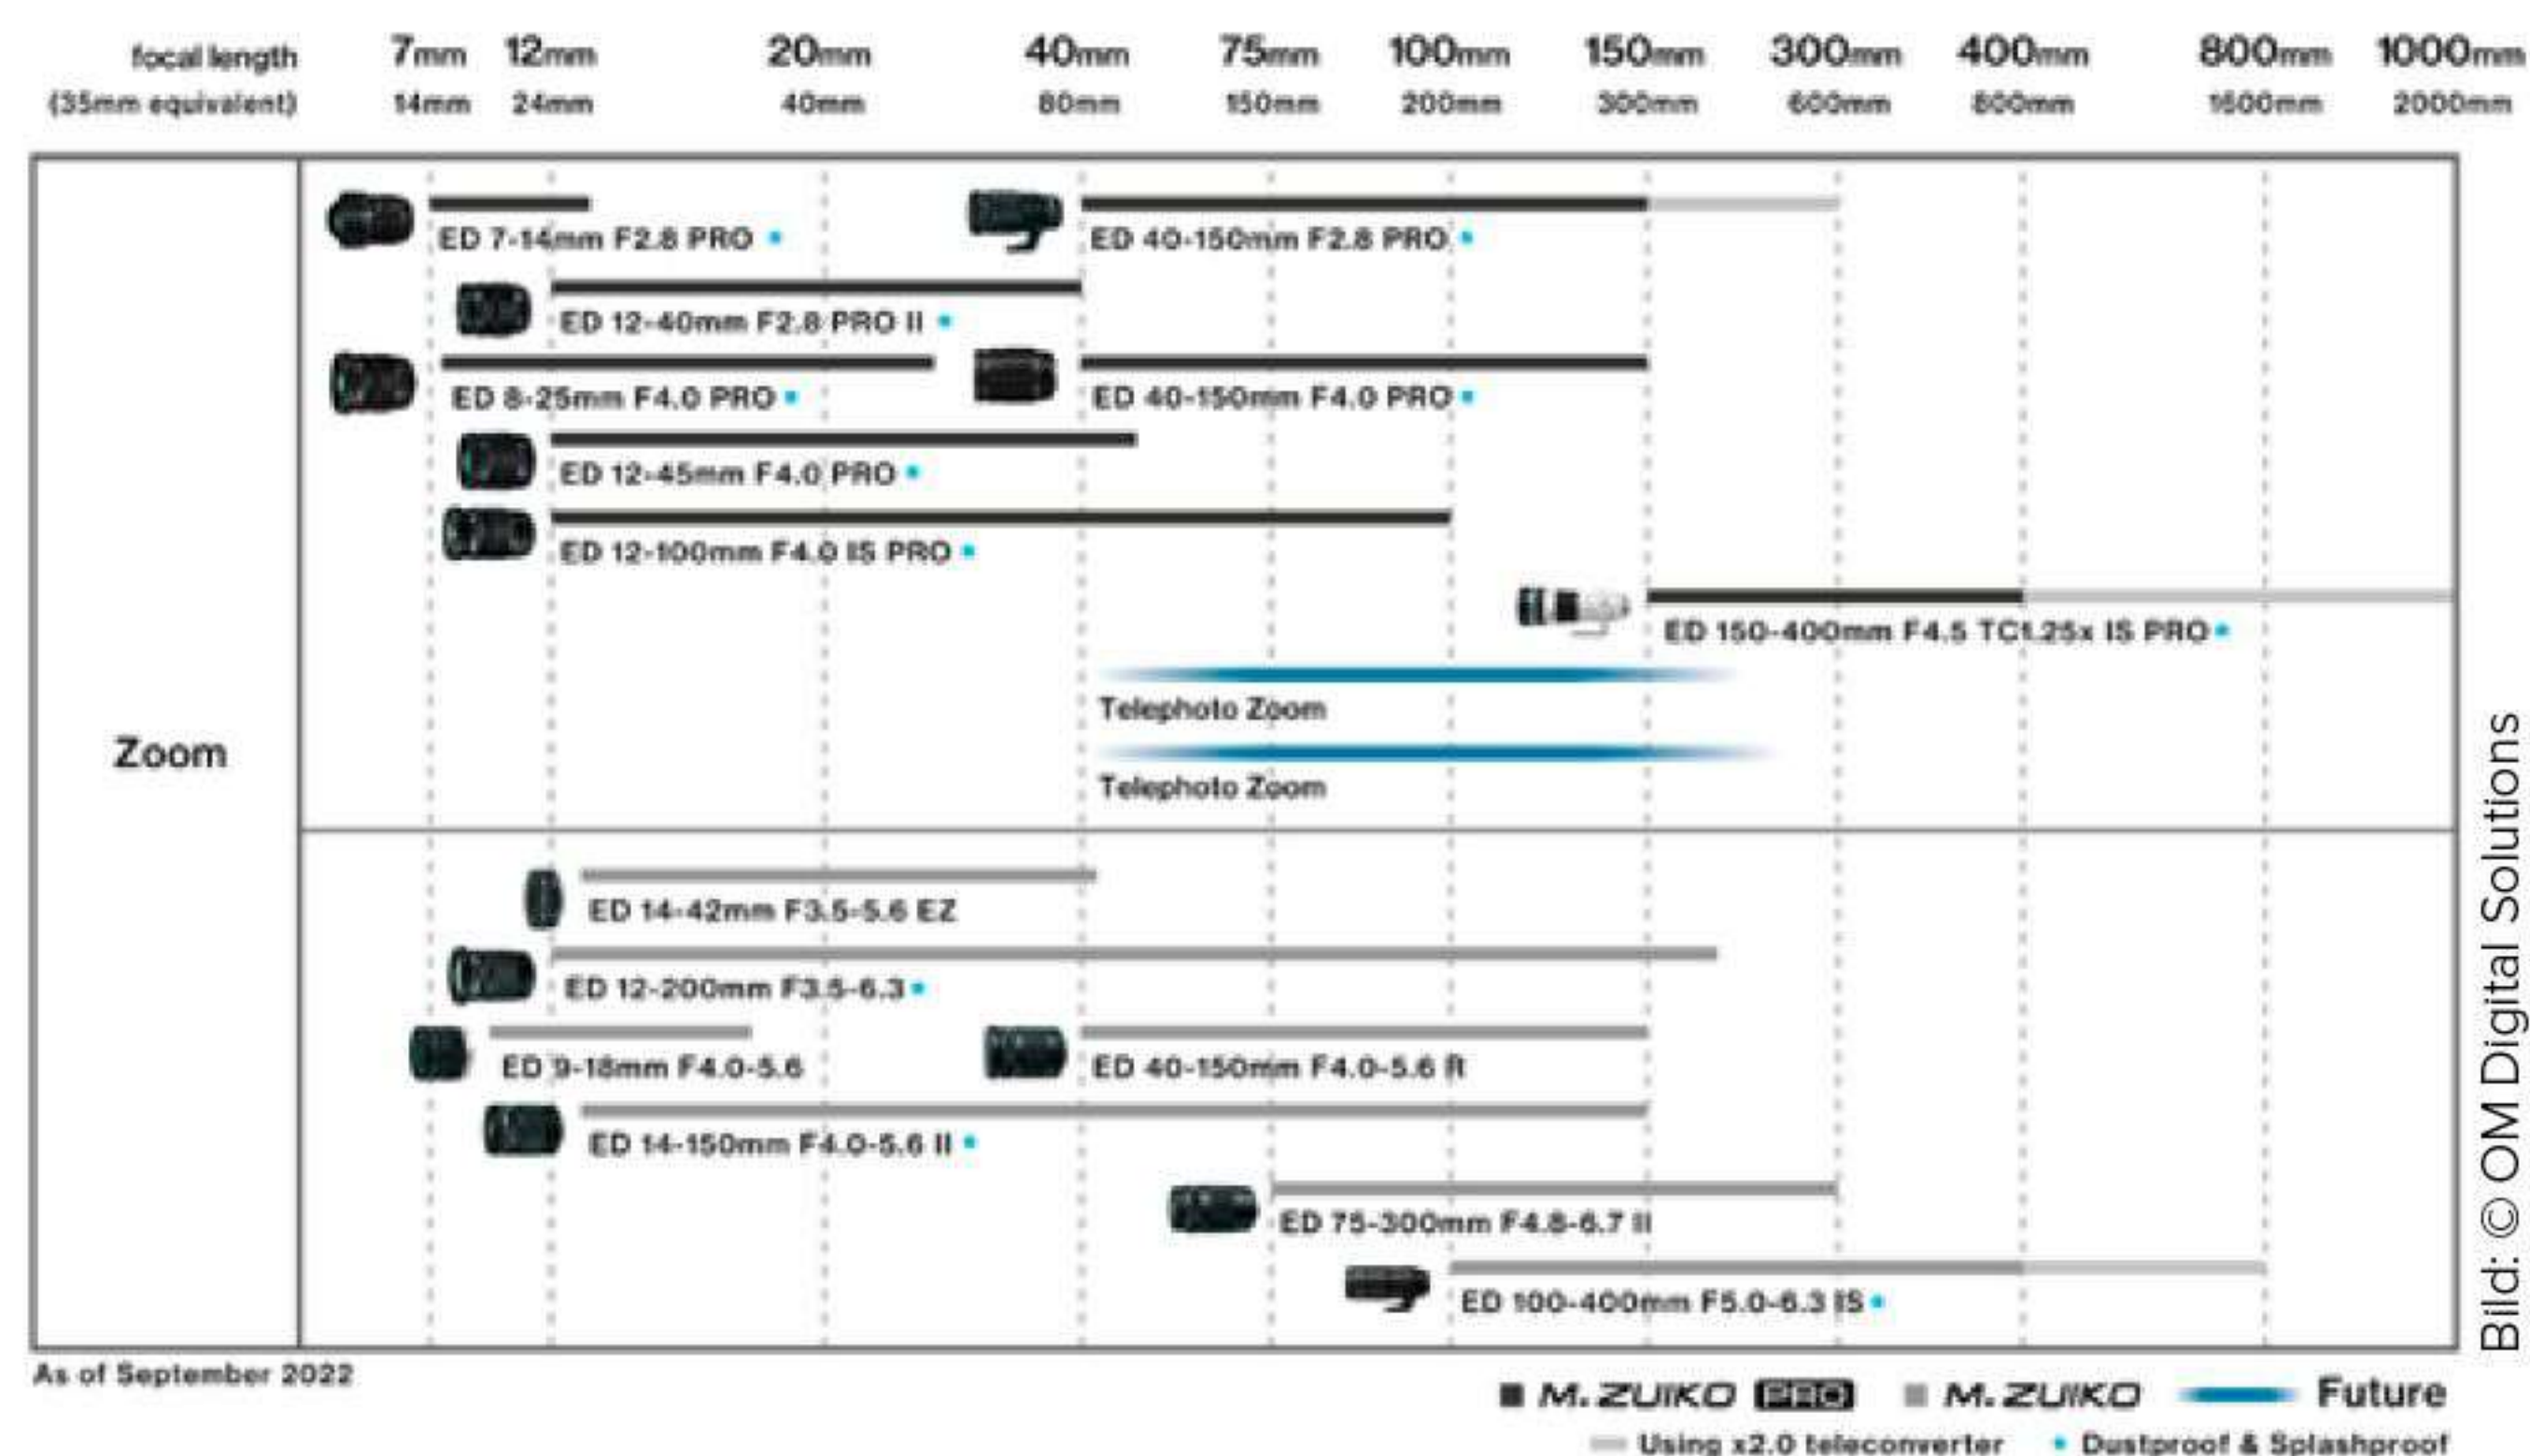 focal length 7mm 12mm 20mm 40mm 75mm 100mm 150mm 300mm 400mm 800mm 1000mm
(35mm equivalent) 14mm 24mm 40mm 80mm 150mm 200mm 300mm 600mm 800mm 1600mm 2000mm
ED 7-14mm F2.8 PRO ED 40-150mm F2.8 PRO
ED 12-40mm F2.8 PRO II
ED 8-25mm F4.0 PRO ED 40-150mm F4.0 PRO
ED 12-45mm F4.0 PRO
ED 12-100mm F4.0 IS PRO
ED 150-400mm F4.5 TC1.25x IS PRO
Telephoto Zoom
Zoom
Telephoto Zoom
ED 14-42mm F3.5-5.6 EZ
ED 12-200mm F3.5-6.3
ED 9-18mm F4.0-5.6 ED 40-150mm F4.0-5.6 R
ED 14-150mm F4.0-5.6 II
ED 75-300mm F4.8-6.7 II
ED 100-400mm F5.0-6.3 IS
As of September 2022
M.ZUIKO PRO M.ZUIKO Future
Using x2.0 teleconverter Dustproof & Splashproof
Bild: © OM Digital Solutions